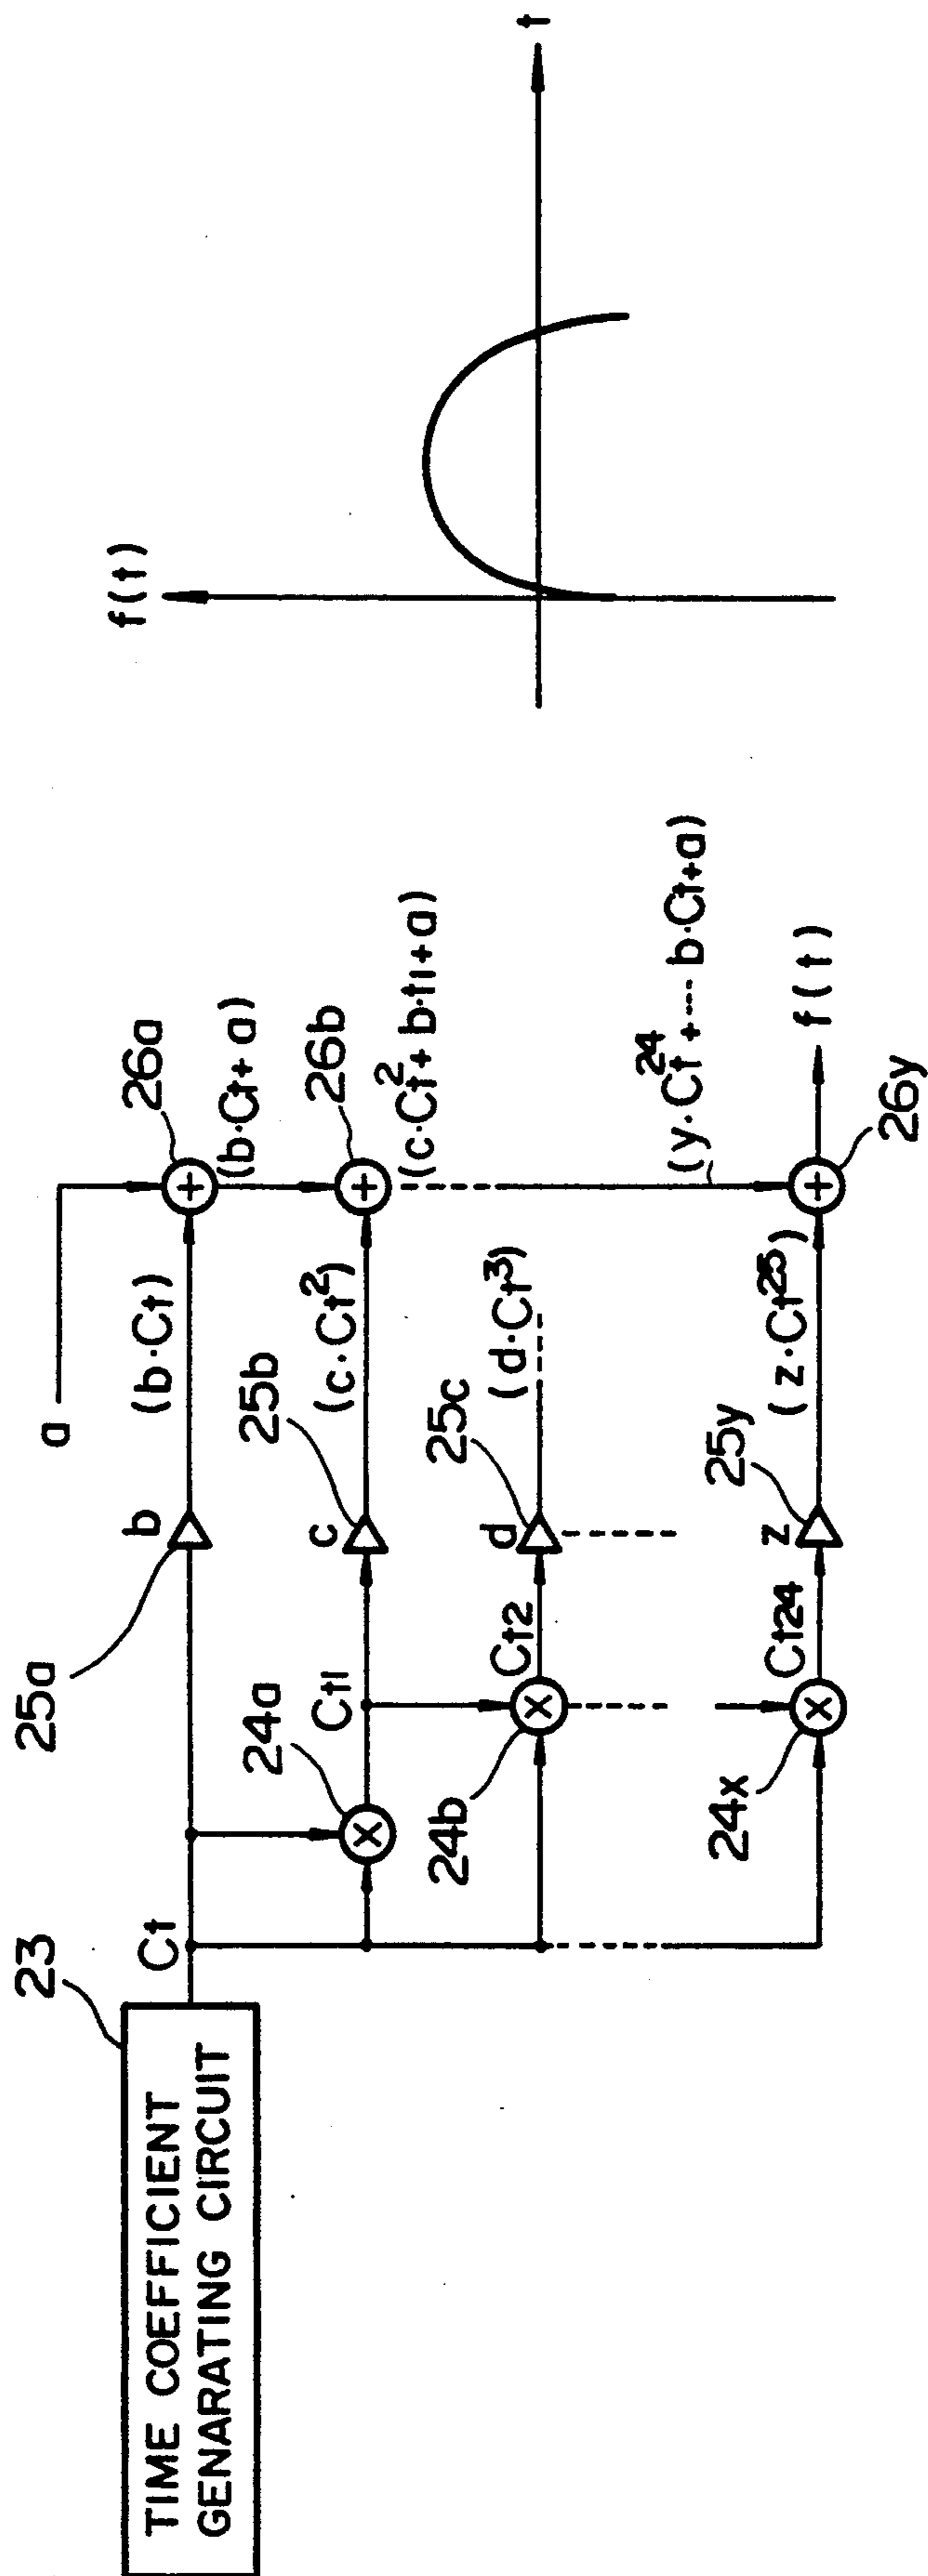 TIME COEFFICIENT
GENARATING CIRCUIT
23
Ct
25a
b
(b·Ct)
a
26a
(b·Ct+a)
24a
Ct1
c
25b
(c·Ct²)
26b
(c·Ct²+b·t1+a)
24b
Ct2
d
25c
(d·Ct³)
24x
Ct24
z
25y
(z·Ct²⁵)
(y·Ct²⁴+---b·Ct+a)
26y
f(t)
f(t)
t